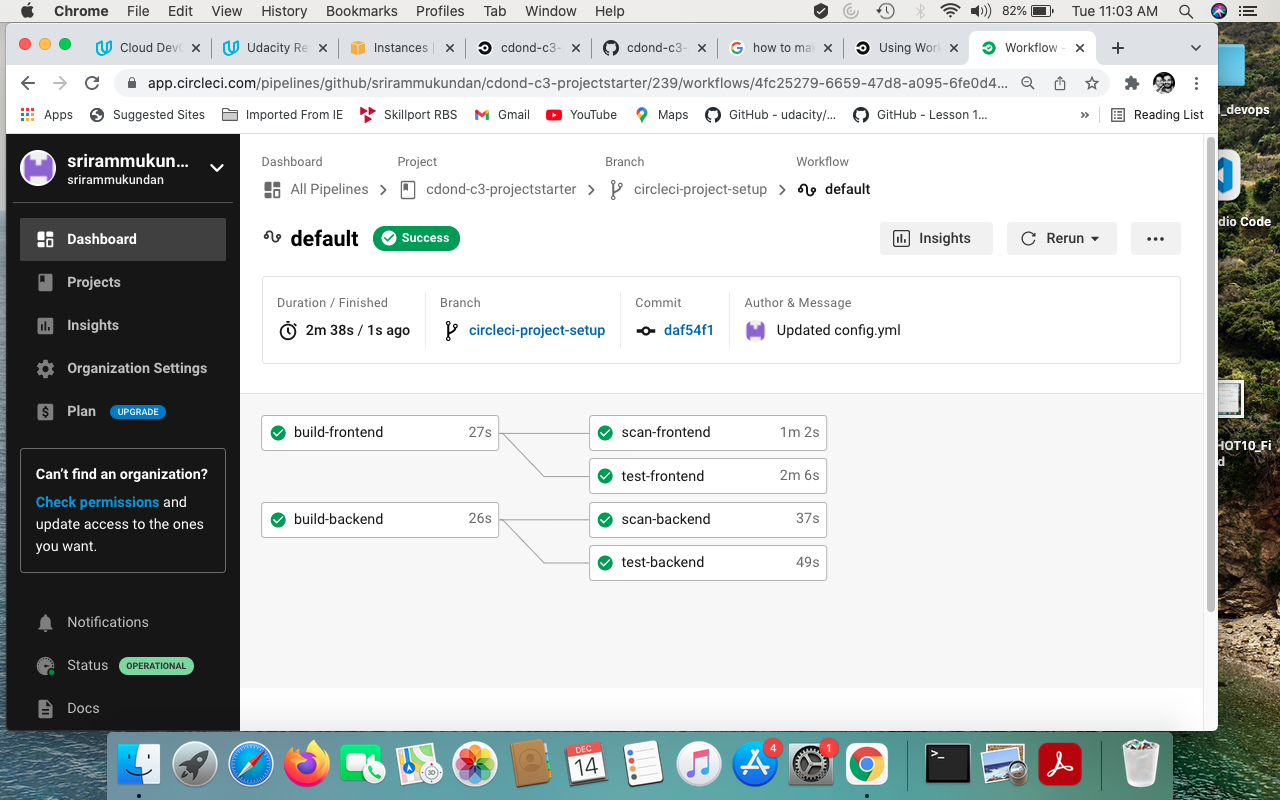 Chrome File Edit View History Bookmarks Profiles Tab Window Help 82% Tue 11:03 AM
Cloud Dev Udacity Re Instances cdond-c3- cdond-c3- how to mal Using Wor Workflow -
app.circleci.com/pipelines/github/srirammukundan/cdond-c3-projectstarter/239/workflows/4fc25279-6659-47d8-a095-6fe0d4...
Apps Suggested Sites Imported From IE Skillport RBS Gmail YouTube Maps GitHub - udacity/... GitHub - Lesson 1... » Reading List
l_devops
dio Code
HOT10_Fi
d
srirammukun...
srirammukundan
Dashboard
Projects
Insights
Organization Settings
Plan UPGRADE
Can't find an organization?
Check permissions and
update access to the ones
you want.
Notifications
Status OPERATIONAL
Docs
Dashboard Project Branch Workflow
All Pipelines > cdond-c3-projectstarter > circleci-project-setup > default
default Success Insights Rerun ...
Duration / Finished Branch Commit Author & Message
2m 38s / 1s ago circleci-project-setup daf54f1 Updated config.yml
build-frontend 27s scan-frontend 1m 2s
test-frontend 2m 6s
build-backend 26s scan-backend 37s
test-backend 49s
DEC
14
3D
4
1
>_